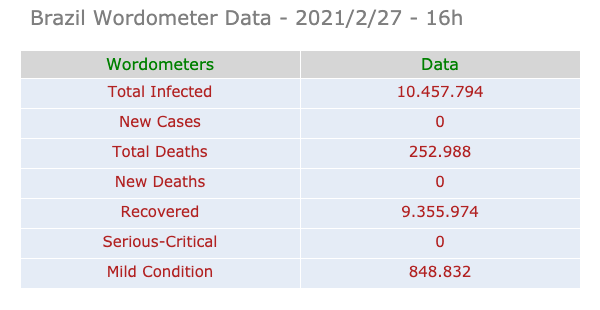 Brazil Wordometer Data - 2021/2/27 - 16h
Wordometers Data
Total Infected 10.457.794
New Cases 0
Total Deaths 252.988
New Deaths 0
Recovered 9.355.974
Serious-Critical 0
Mild Condition 848.832